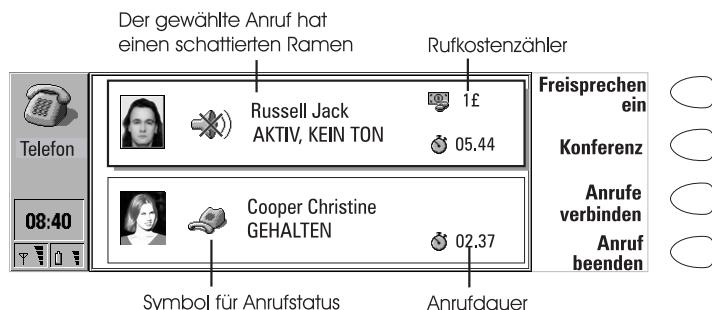 Der gewählte Anruf hat
einen schattierten Ramen
Rufkostenzähler
Telefon
08:40
Russell Jack
AKTIV, KEIN TON
1£
05.44
Cooper Christine
GEHALTEN
02.37
Freisprechen
ein
Konferenz
Anrufe
verbinden
Anruf
beenden
Symbol für Anrufstatus
Anrufdauer